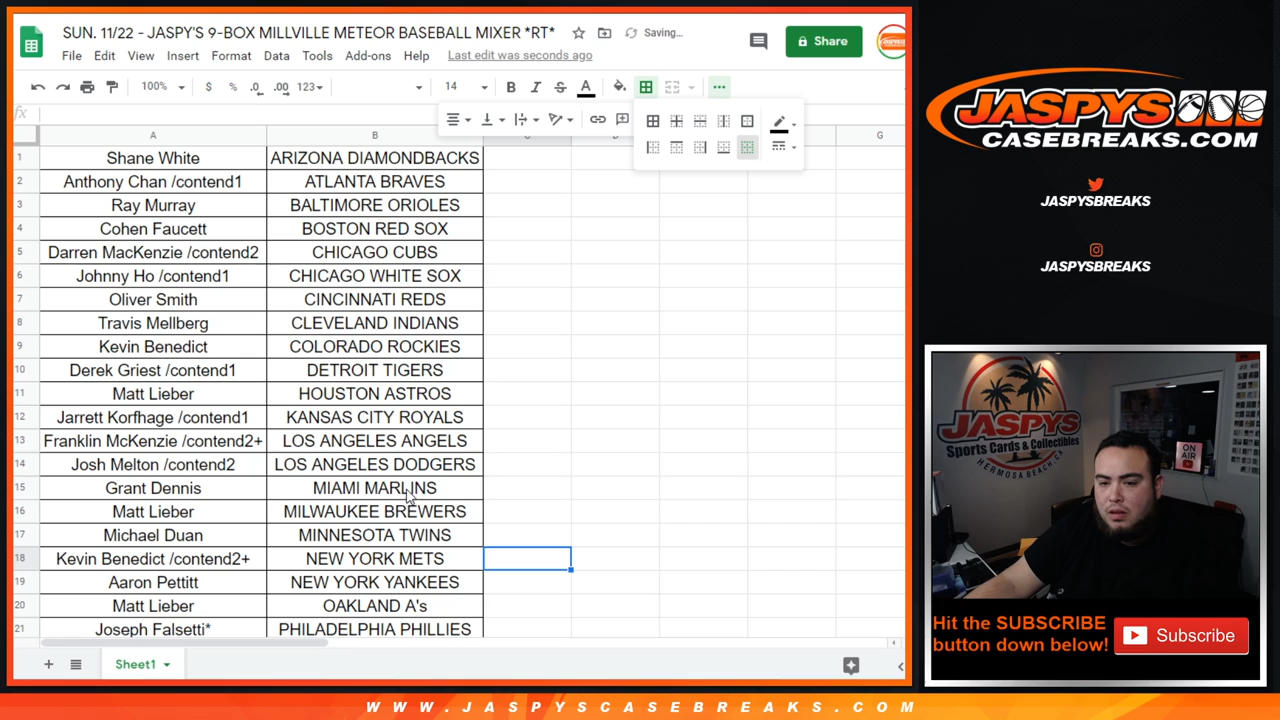 SUN. 11/22 - JASPY'S 9-BOX MILLVILLE METEOR BASEBALL MIXER *RT*
Saving...
Share
File Edit View Insert Format Data Tools Add-ons Help Last edit was seconds ago
100% $ % .0 .00 123 14 B I S A
fx
A B G
1 Shane White ARIZONA DIAMONDBACKS
2 Anthony Chan /contend1 ATLANTA BRAVES
3 Ray Murray BALTIMORE ORIOLES
4 Cohen Faucett BOSTON RED SOX
5 Darren MacKenzie /contend2 CHICAGO CUBS
6 Johnny Ho /contend1 CHICAGO WHITE SOX
7 Oliver Smith CINCINNATI REDS
8 Travis Mellberg CLEVELAND INDIANS
9 Kevin Benedict COLORADO ROCKIES
10 Derek Griest /contend1 DETROIT TIGERS
11 Matt Lieber HOUSTON ASTROS
12 Jarrett Korfhage /contend1 KANSAS CITY ROYALS
13 Franklin McKenzie /contend2+ LOS ANGELES ANGELS
14 Josh Melton /contend2 LOS ANGELES DODGERS
15 Grant Dennis MIAMI MARLINS
16 Matt Lieber MILWAUKEE BREWERS
17 Michael Duan MINNESOTA TWINS
18 Kevin Benedict /contend2+ NEW YORK METS
19 Aaron Pettitt NEW YORK YANKEES
20 Matt Lieber OAKLAND A's
21 Joseph Falsetti* PHILADELPHIA PHILLIES
Sheet1
JASPYS
CASEBREAKS.COM
JASPYSBREAKS
JASPYSBREAKS
JASPYS
Sports Cards & Collectibles
HERMOSA BEACH, CA
ON AIR
Hit the SUBSCRIBE
button down below!
Subscribe
WWW.JASPYSCASEBREAKS.COM